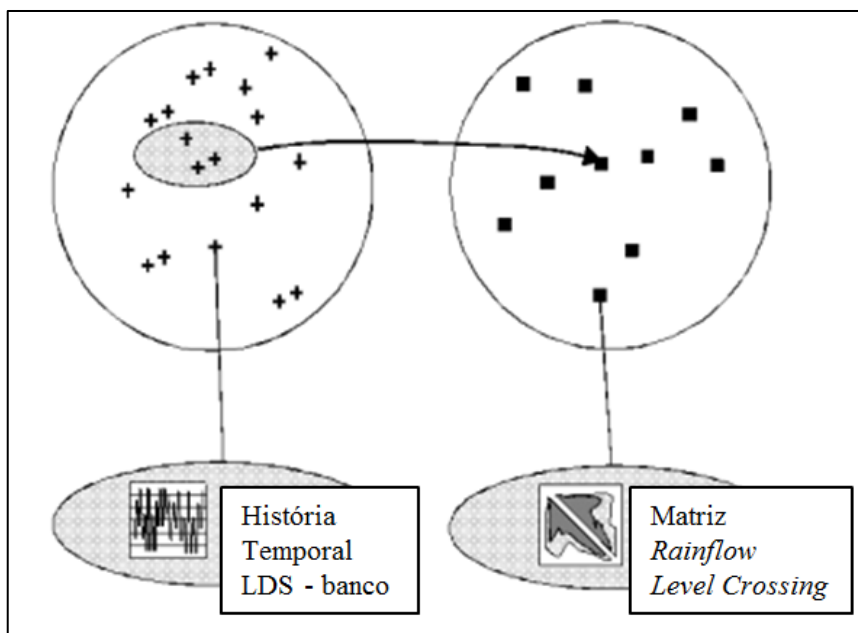 História
Temporal
LDS - banco
Matriz
Rainflow
Level Crossing